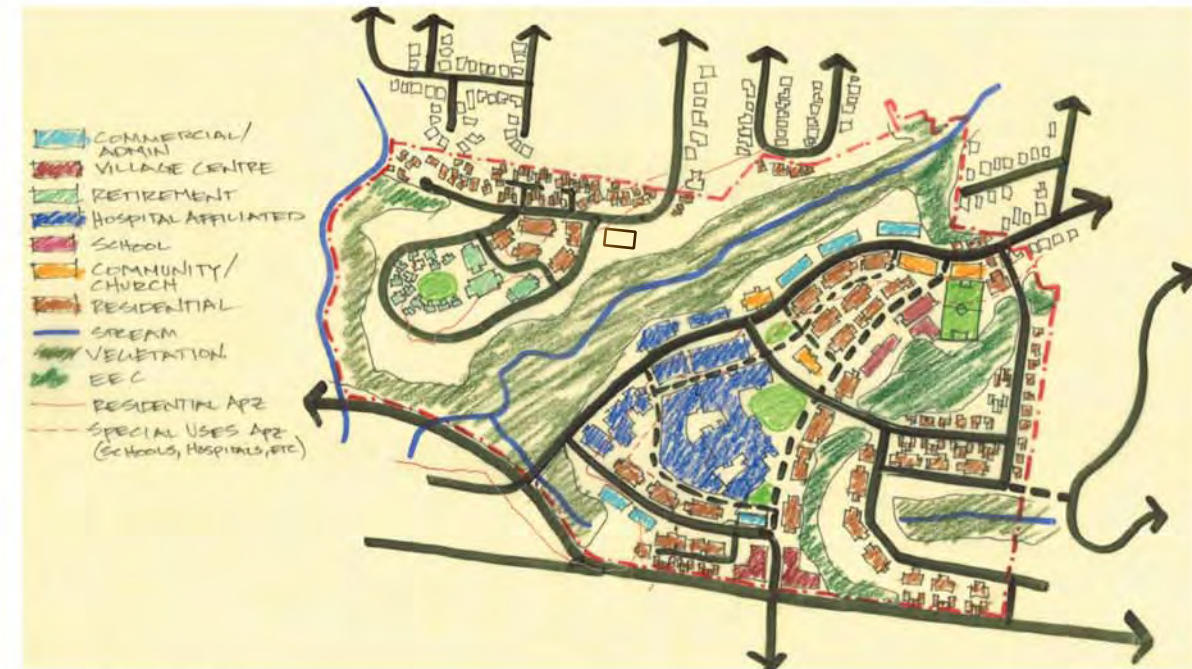 COMMERCIAL/
ADMIN
VILLAGE CENTRE
RETIREMENT
HOSPITAL AFFILIATED
SCHOOL
COMMUNITY/
CHURCH
RESIDENTIAL
STREAM
VEGETATION
EEC
RESIDENTIAL APZ
SPECIAL USES APZ
(SCHOOLS, HOSPITALS, ETC)